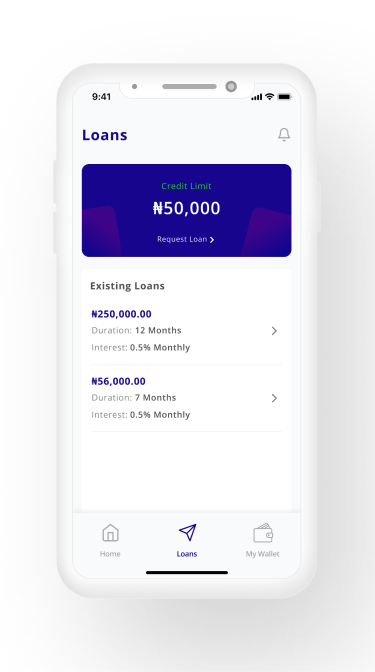 9:41
Loans
Credit Limit
₦50,000
Request Loan
Existing Loans
₦250,000.00
Duration: 12 Months
Interest: 0.5% Monthly
₦56,000.00
Duration: 7 Months
Interest: 0.5% Monthly
Home
Loans
My Wallet